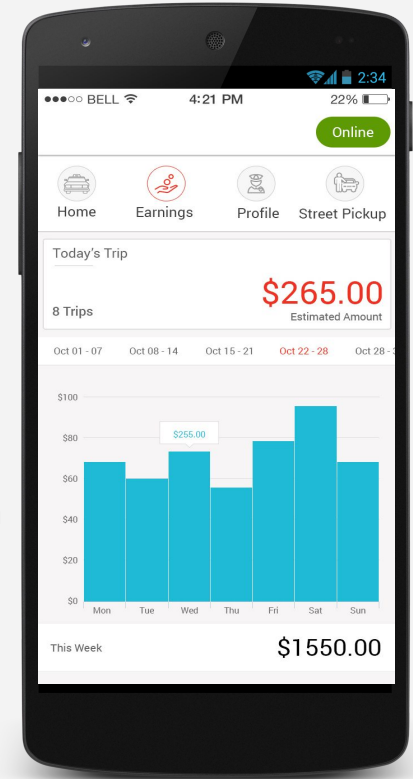 2:34
●●●○○ BELL 4:21 PM 22%
Online
Home Earnings Profile Street Pickup
Today's Trip
$265.00
8 Trips
Estimated Amount
Oct 01 - 07 Oct 08 - 14 Oct 15 - 21 Oct 22 - 28 Oct 28 -
$100
$80
$255.00
$60
$40
$20
$0
Mon Tue Wed Thu Fri Sat Sun
This Week $1550.00